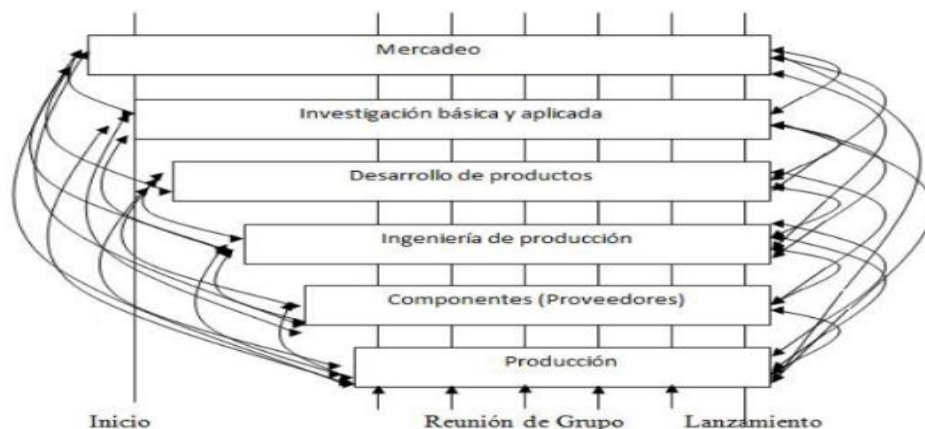 Mercadeo
Investigación básica y aplicada
Desarrollo de productos
Ingeniería de producción
Componentes (Proveedores)
Producción
Inicio
Reunión de Grupo
Lanzamiento